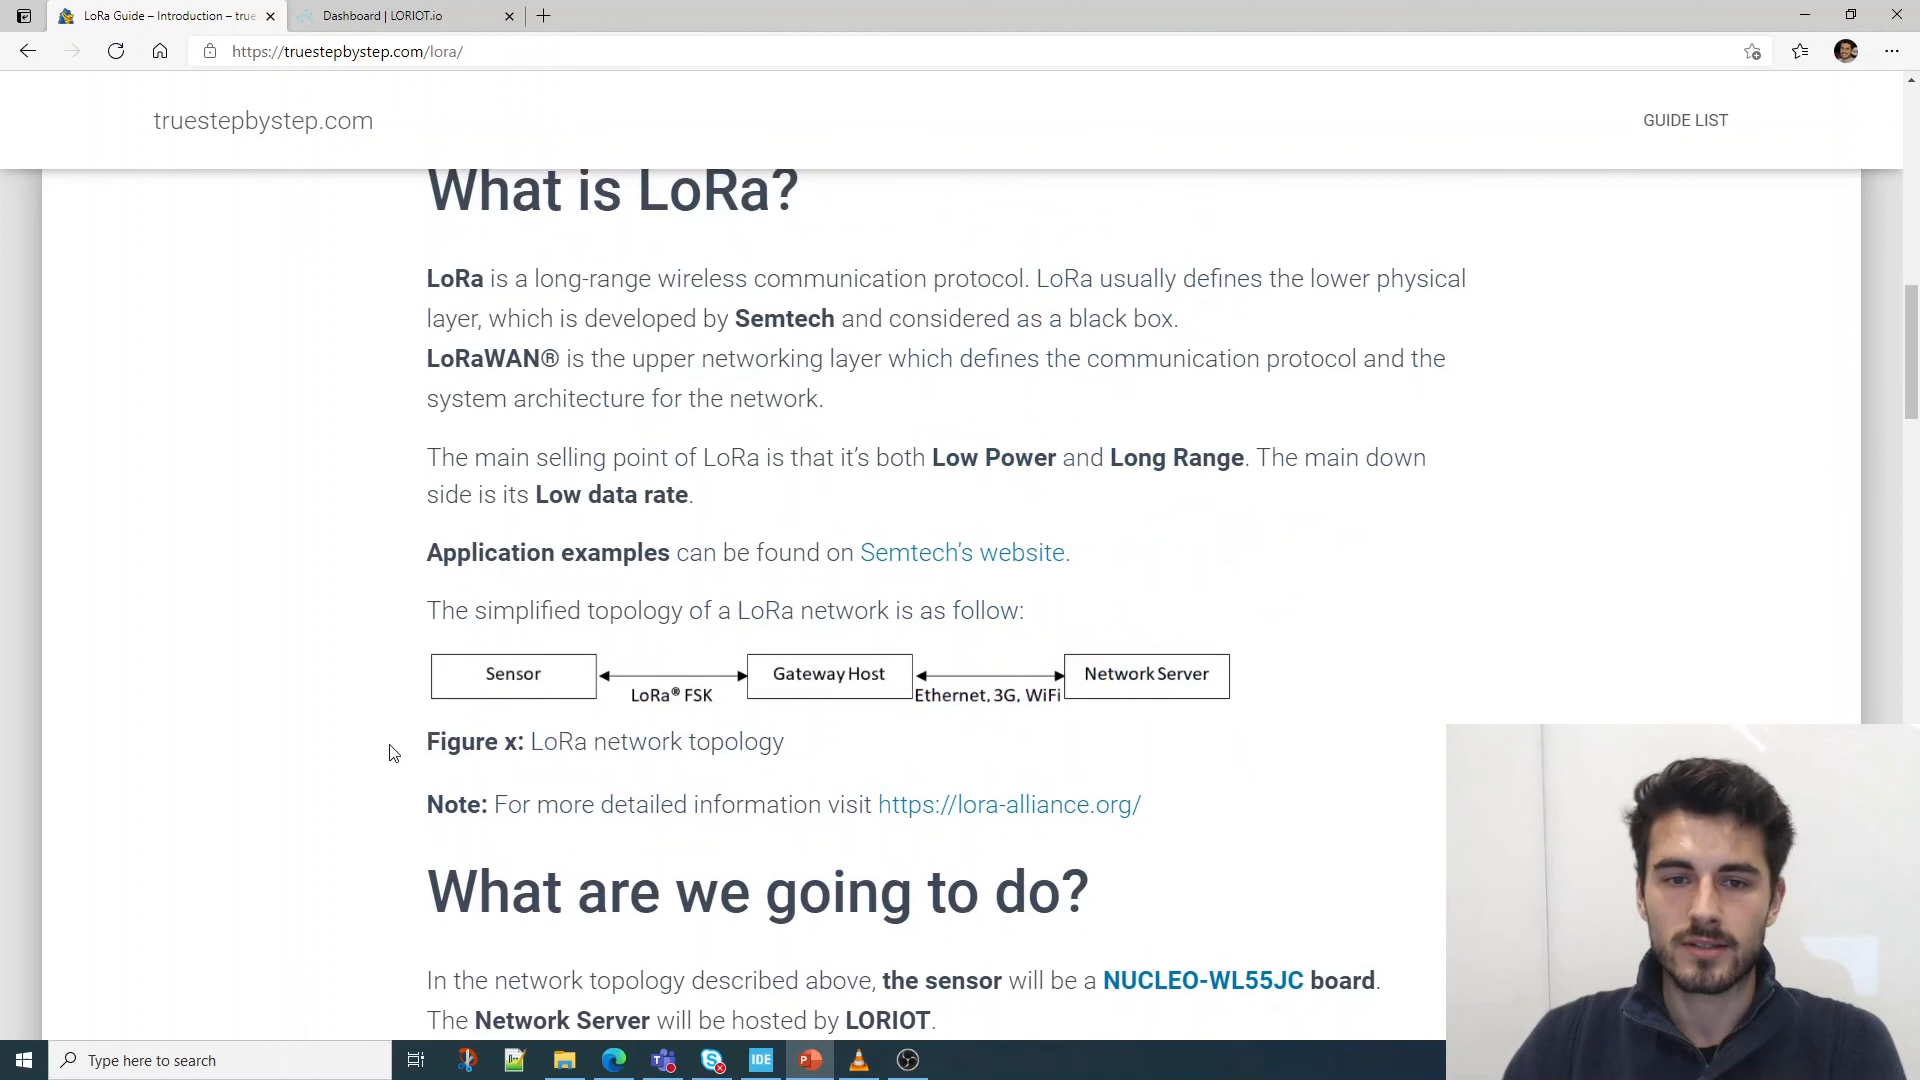 LoRa Guide – Introduction – true
Dashboard | LORIOT.io
https://truestepbystep.com/lora/
truestepbystep.com
GUIDE LIST
What is LoRa?
LoRa is a long-range wireless communication protocol. LoRa usually defines the lower physical
layer, which is developed by Semtech and considered as a black box.
LoRaWAN® is the upper networking layer which defines the communication protocol and the
system architecture for the network.
The main selling point of LoRa is that it's both Low Power and Long Range. The main down
side is its Low data rate.
Application examples can be found on Semtech's website.
The simplified topology of a LoRa network is as follow:
Sensor
LoRa® FSK
Gateway Host
Ethernet, 3G, WiFi
Network Server
Figure x: LoRa network topology
Note: For more detailed information visit https://lora-alliance.org/
What are we going to do?
In the network topology described above, the sensor will be a NUCLEO-WL55JC board.
The Network Server will be hosted by LORIOT.
Type here to search
IDE